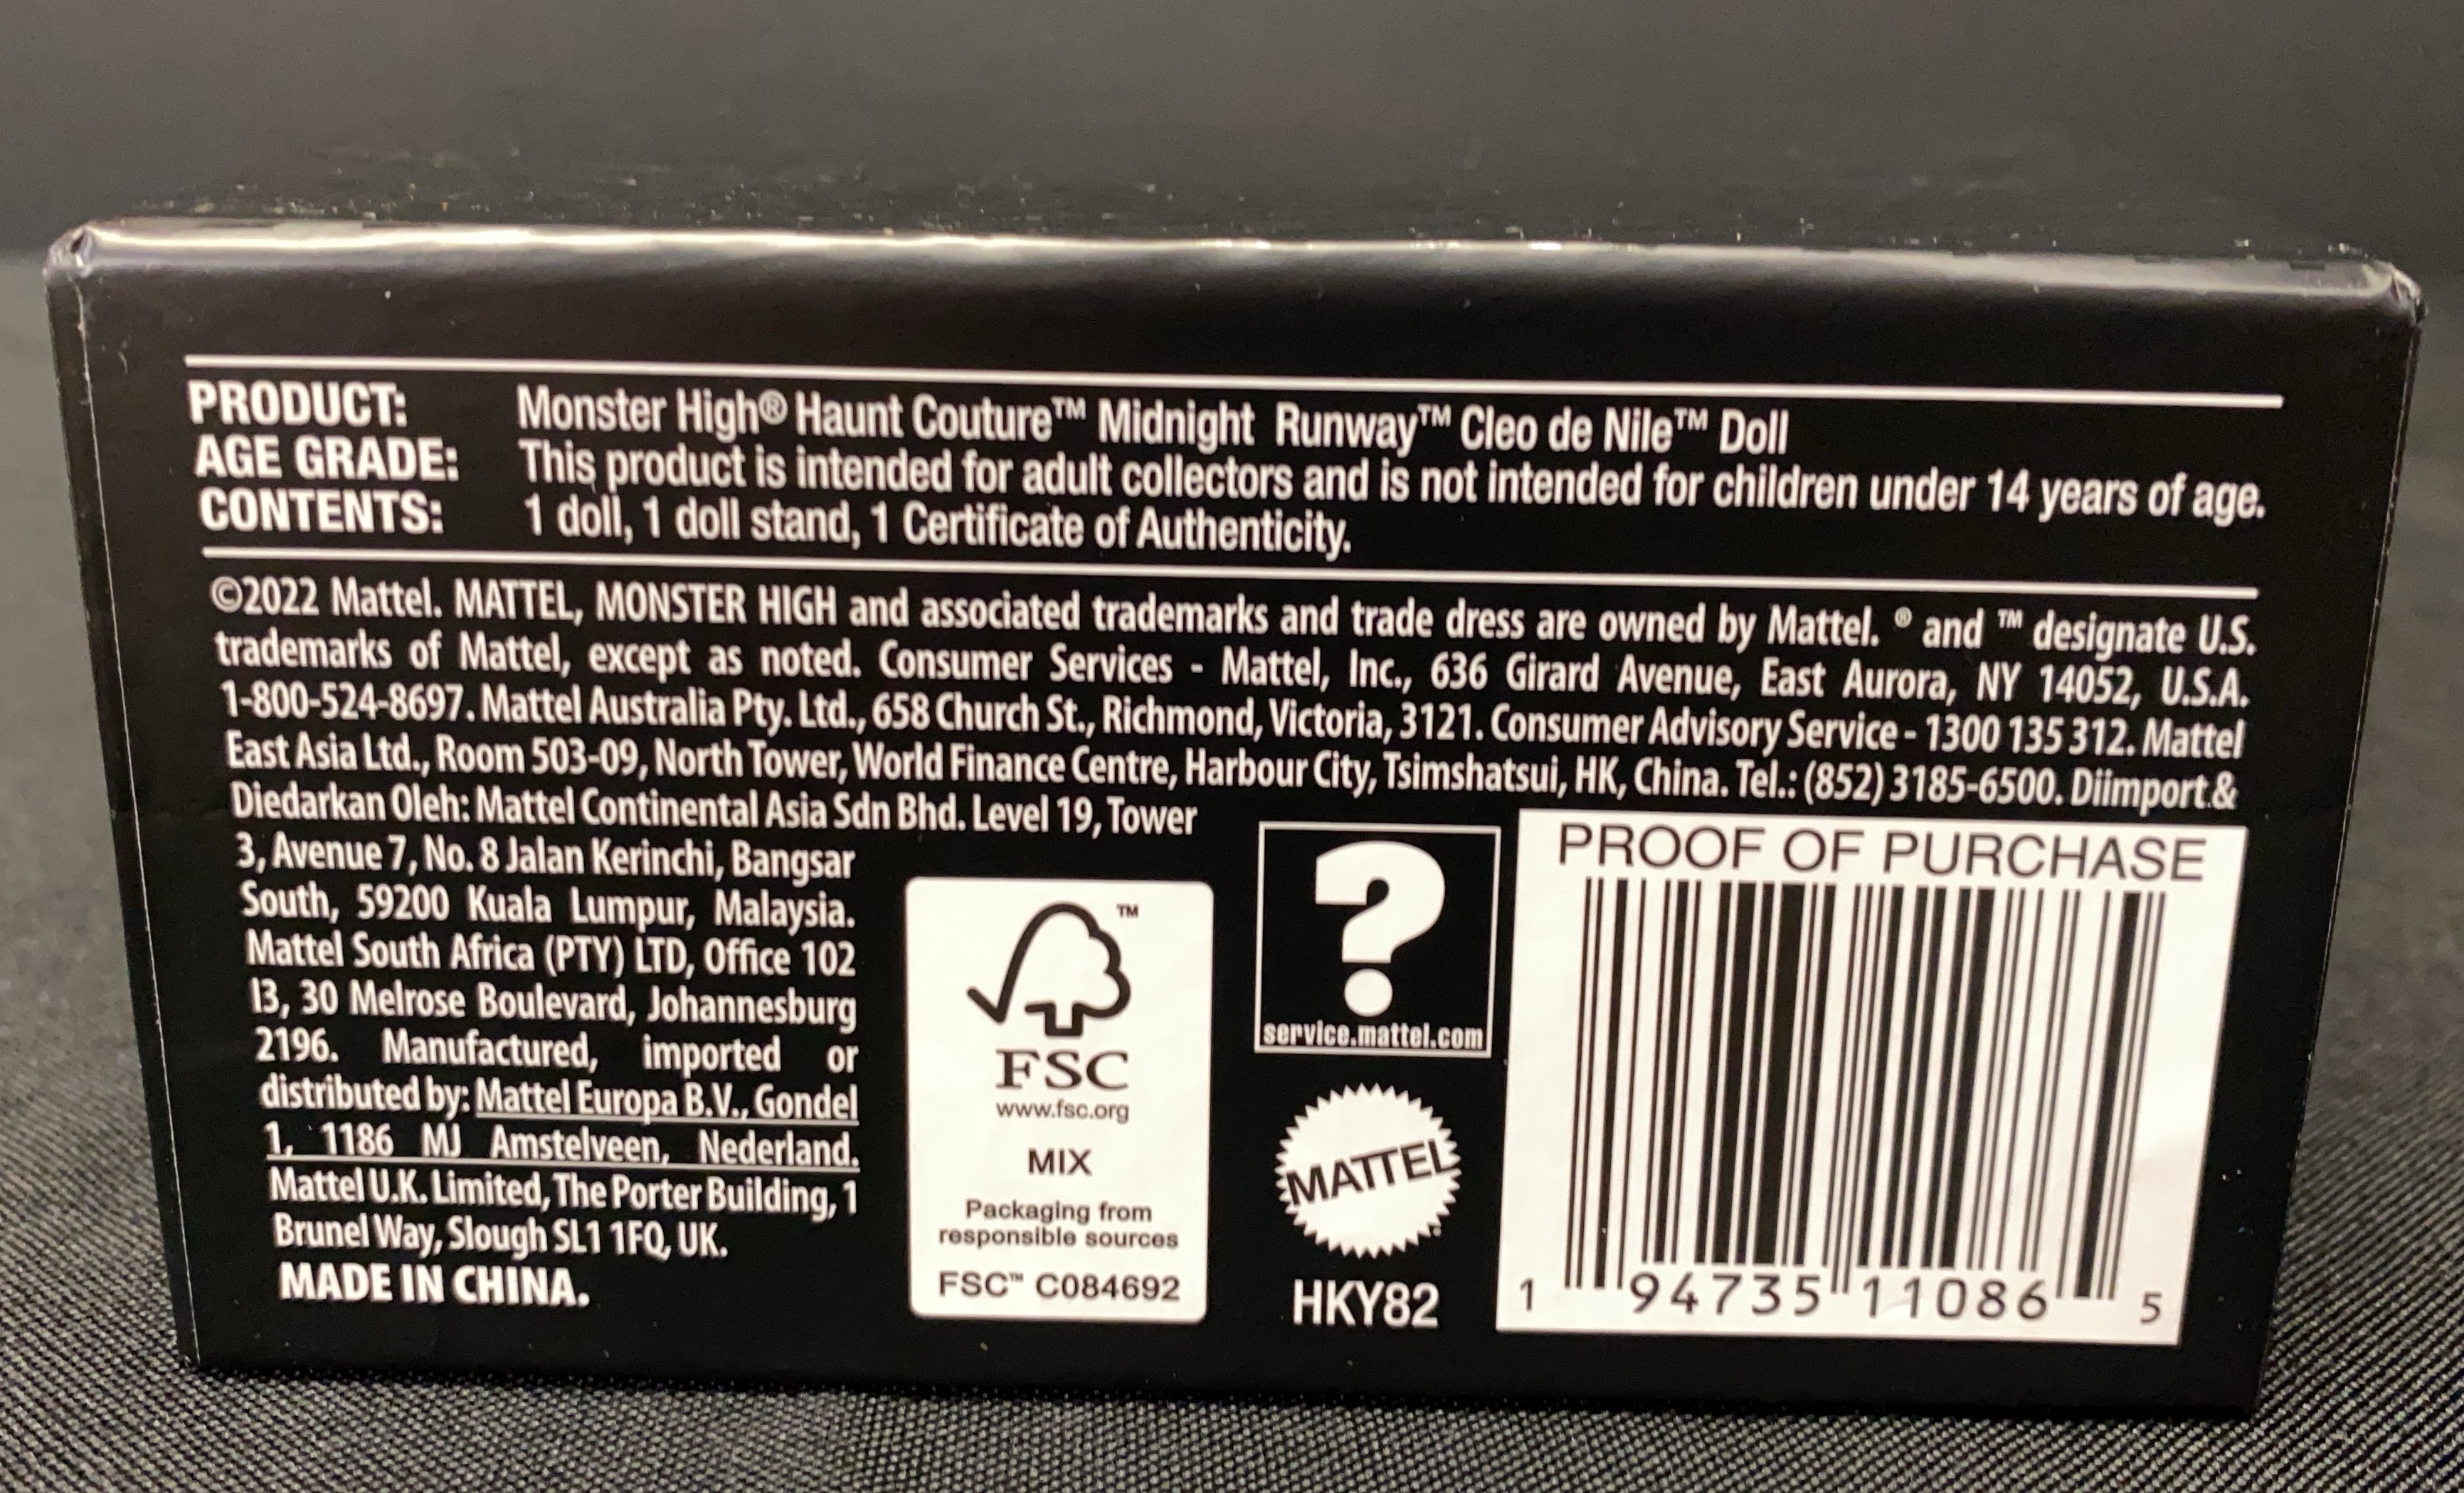 PRODUCT: Monster High® Haunt Couture™ Midnight Runway™ Cleo de Nile™ Doll
AGE GRADE: This product is intended for adult collectors and is not intended for children under 14 years of age.
CONTENTS: 1 doll, 1 doll stand, 1 Certificate of Authenticity.
©2022 Mattel. MATTEL, MONSTER HIGH and associated trademarks and trade dress are owned by Mattel. ® and ™ designate U.S.
trademarks of Mattel, except as noted. Consumer Services - Mattel, Inc., 636 Girard Avenue, East Aurora, NY 14052, U.S.A.
1-800-524-8697. Mattel Australia Pty. Ltd., 658 Church St., Richmond, Victoria, 3121. Consumer Advisory Service - 1300 135 312. Mattel
East Asia Ltd., Room 503-09, North Tower, World Finance Centre, Harbour City, Tsimshatsui, HK, China. Tel.: (852) 3185-6500. Diimport &
Diedarkan Oleh: Mattel Continental Asia Sdn Bhd. Level 19, Tower
3, Avenue 7, No. 8 Jalan Kerinchi, Bangsar
South, 59200 Kuala Lumpur, Malaysia.
Mattel South Africa (PTY) LTD, Office 102
I3, 30 Melrose Boulevard, Johannesburg
2196. Manufactured, imported or
distributed by: Mattel Europa B.V., Gondel
1, 1186 MJ Amstelveen, Nederland.
Mattel U.K. Limited, The Porter Building, 1
Brunel Way, Slough SL1 1FQ, UK.
MADE IN CHINA.
™
FSC
www.fsc.org
MIX
Packaging from
responsible sources
FSC™ C084692
?
service.mattel.com
MATTEL
HKY82
PROOF OF PURCHASE
1 94735 11086 5